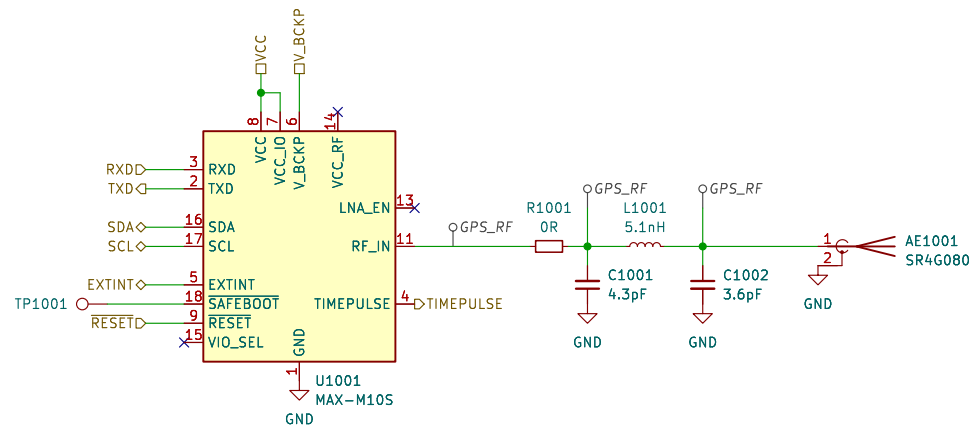 VCC
V_BCKP
8
7
6
14
VCC
VCC_IO
V_BCKP
VCC_RF
RXD 3 RXD
TXD 2 TXD
SDA 16 SDA
SCL 17 SCL
EXTINT 5 EXTINT
TP1001 18 SAFEBOOT
RESET 9 RESET
15 VIO_SEL
LNA_EN 13
RF_IN 11
TIMEPULSE 4 TIMEPULSE
GND
1
U1001
MAX-M10S
GND
GPS_RF
R1001
0R
GPS_RF
L1001
5.1nH
GPS_RF
C1001
4.3pF
GND
C1002
3.6pF
GND
1
2
GND
AE1001
SR4G080